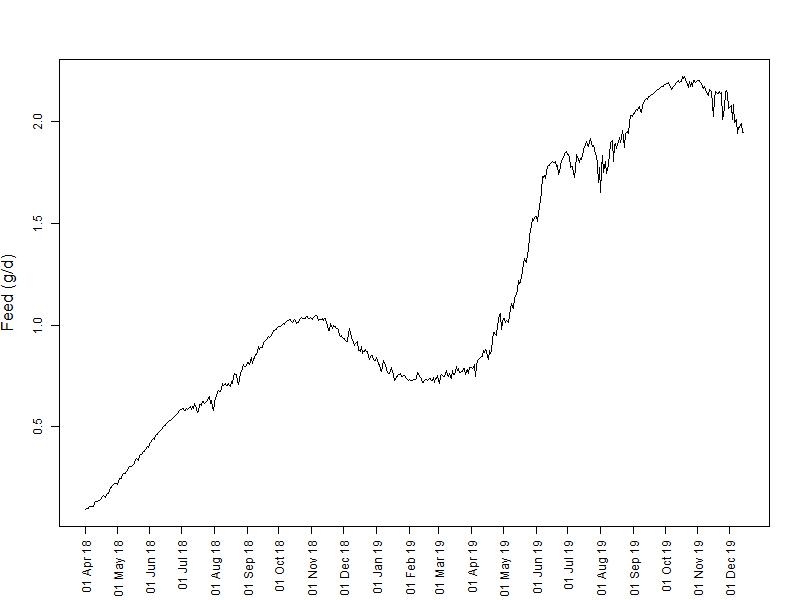 Feed (g/d)
2.0
1.5
1.0
0.5
01 Apr 18
01 May 18
01 Jun 18
01 Jul 18
01 Aug 18
01 Sep 18
01 Oct 18
01 Nov 18
01 Dec 18
01 Jan 19
01 Feb 19
01 Mar 19
01 Apr 19
01 May 19
01 Jun 19
01 Jul 19
01 Aug 19
01 Sep 19
01 Oct 19
01 Nov 19
01 Dec 19